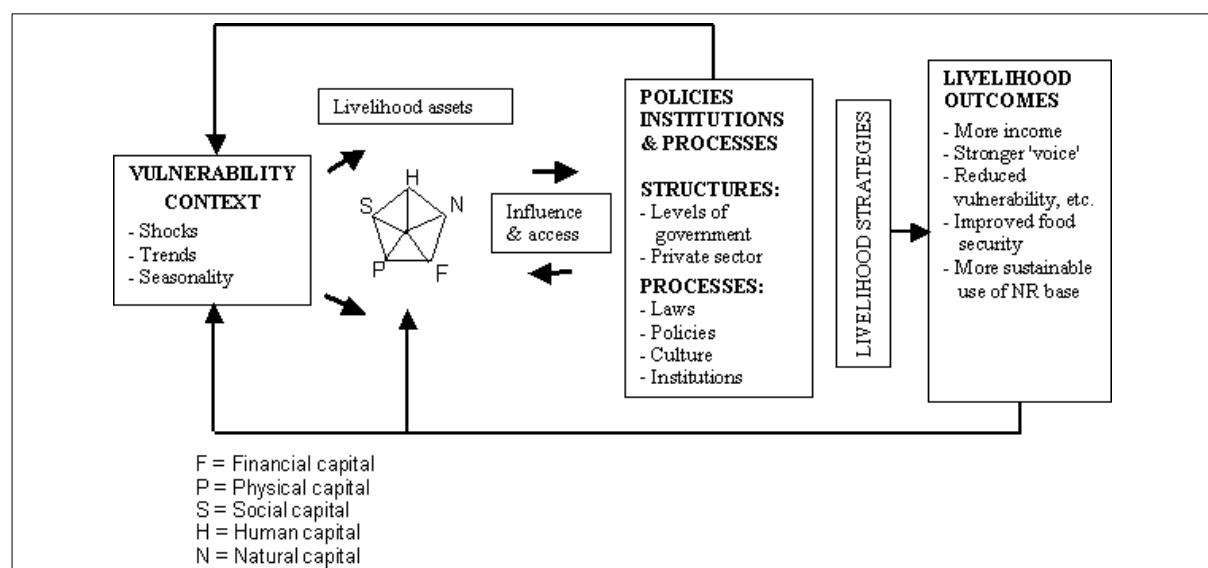 Livelihood assets
VULNERABILITY
CONTEXT
- Shocks
- Trends
- Seasonality
H
S
N
P
F
Influence
& access
POLICIES
INSTITUTIONS
& PROCESSES
STRUCTURES:
- Levels of
government
- Private sector
PROCESSES:
- Laws
- Policies
- Culture
- Institutions
LIVELIHOOD STRATEGIES
LIVELIHOOD
OUTCOMES
- More income
- Stronger 'voice'
- Reduced
vulnerability, etc.
- Improved food
security
- More sustainable
use of NR base
F = Financial capital
P = Physical capital
S = Social capital
H = Human capital
N = Natural capital